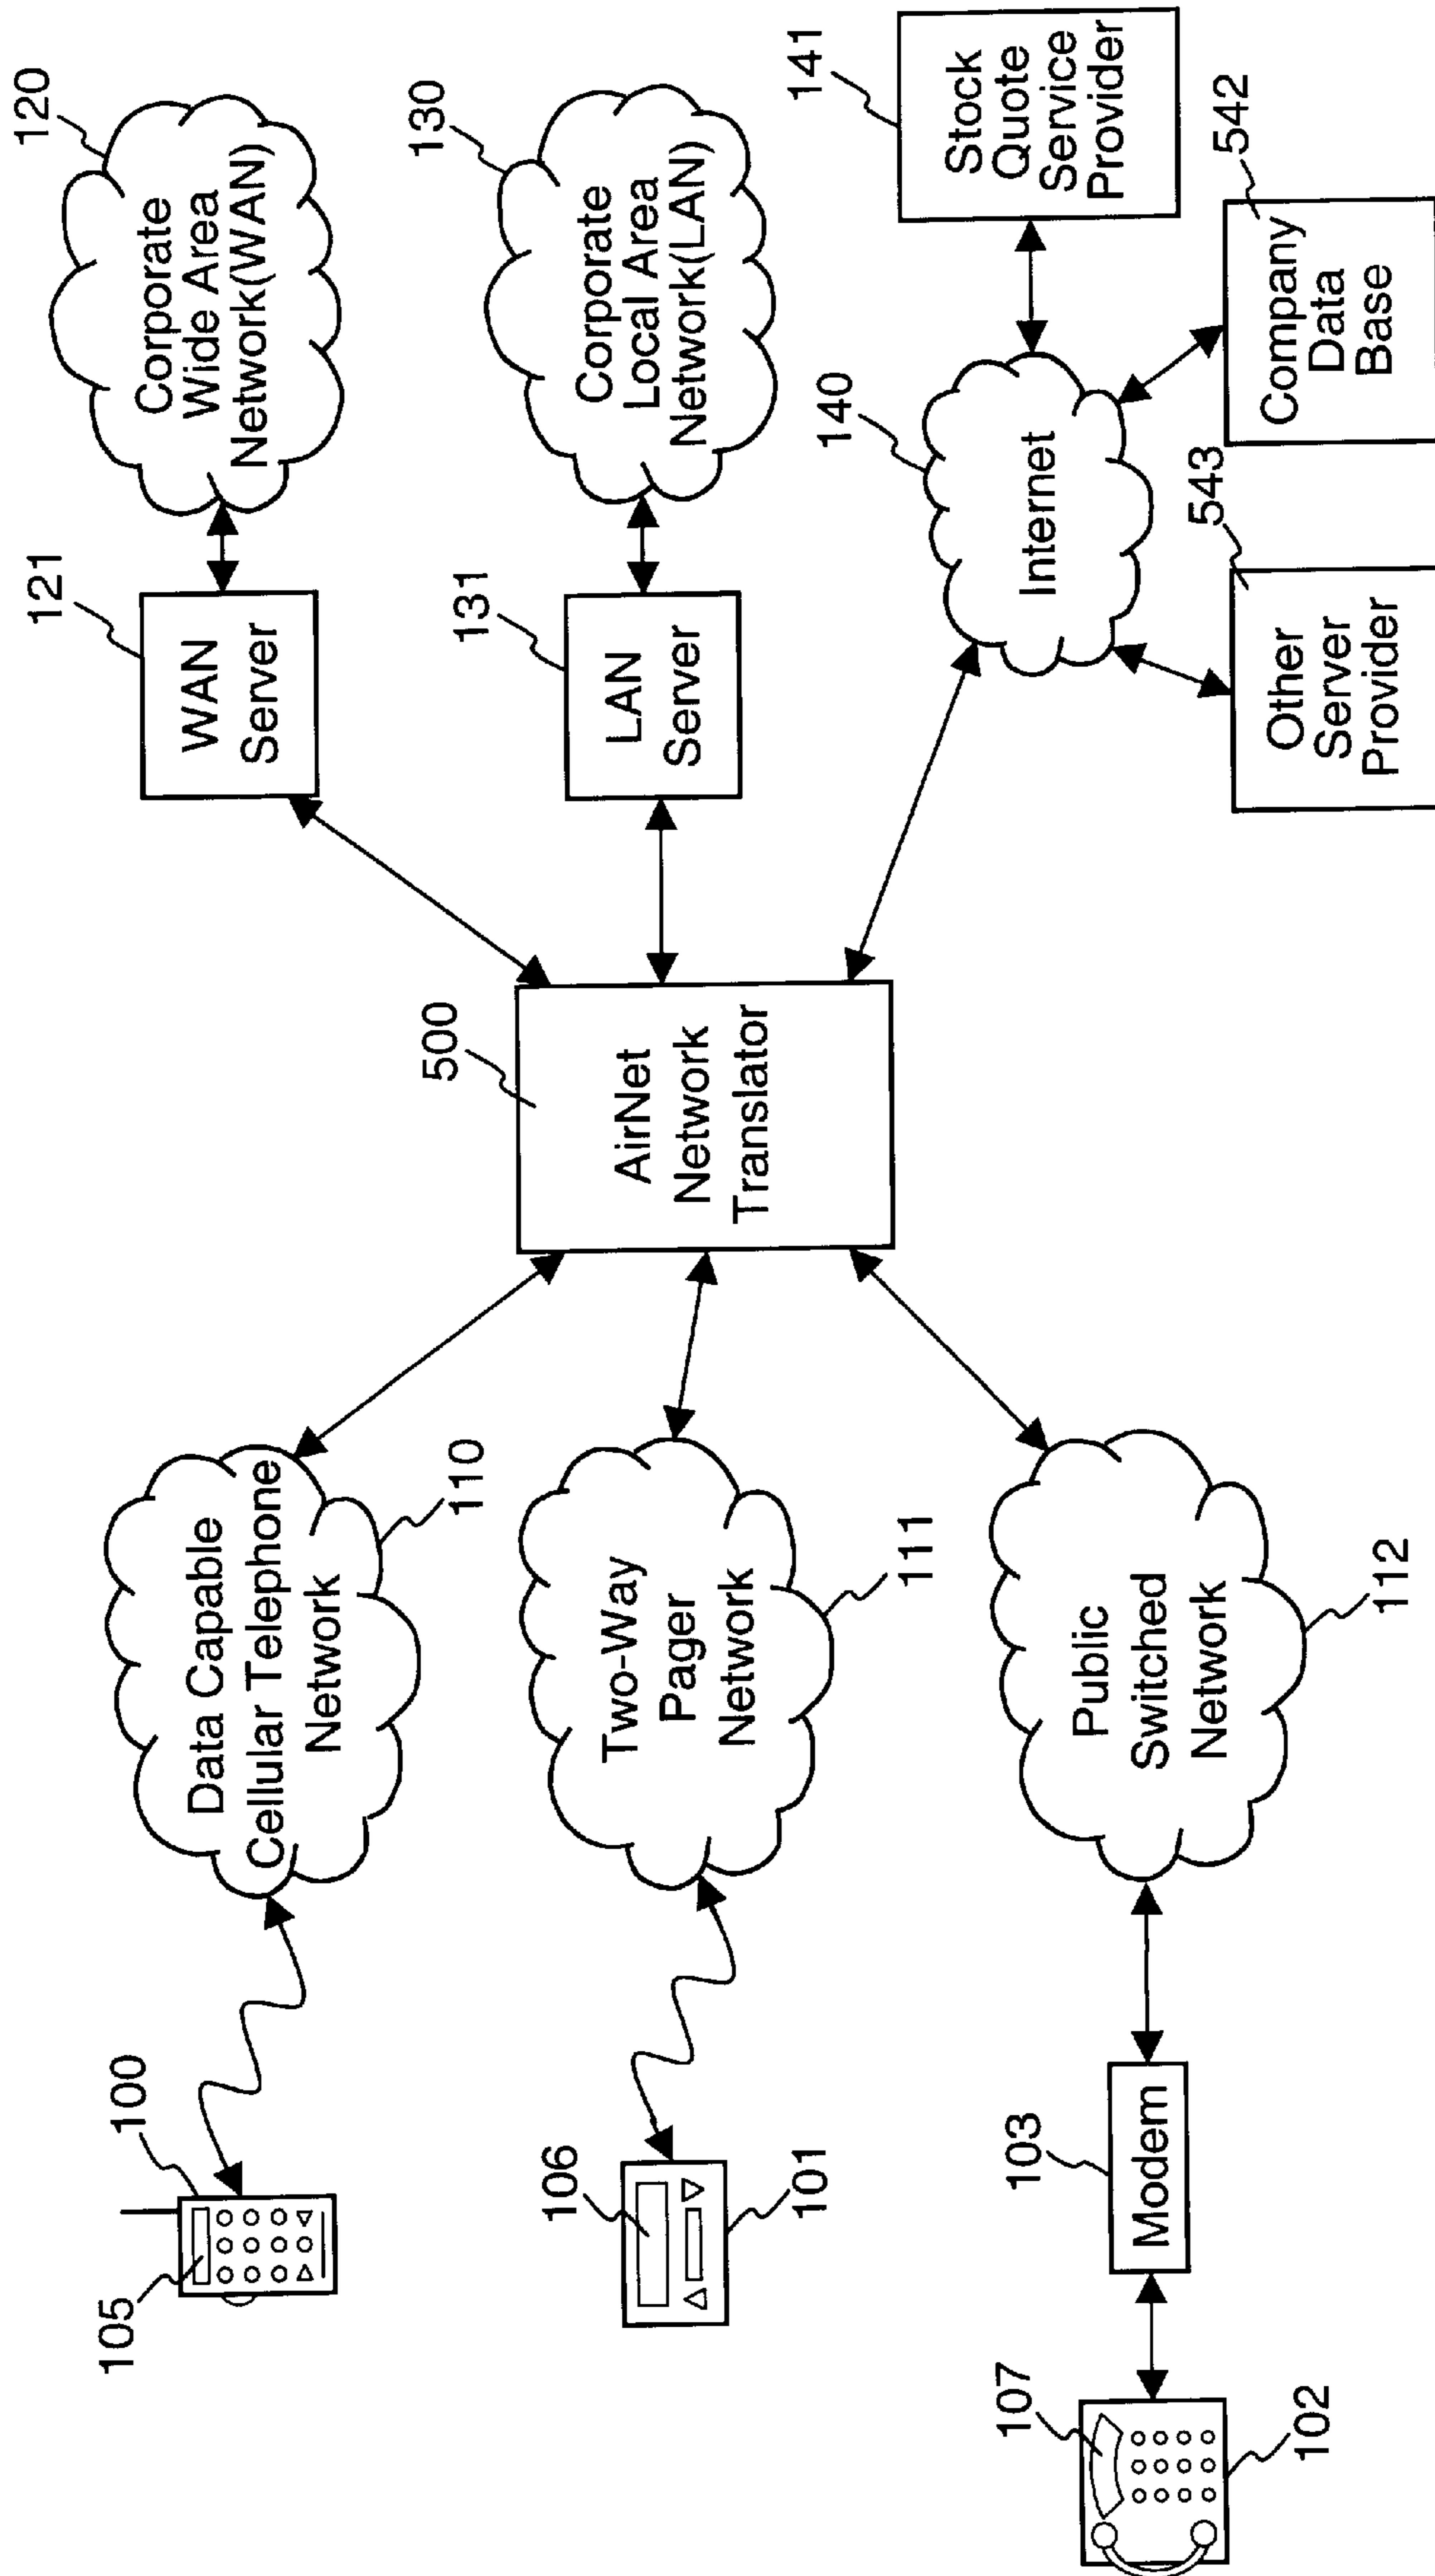 120
Corporate
Wide Area
Network(WAN)
121
WAN
Server
130
Corporate
Local Area
Network(LAN)
131
LAN
Server
141
Stock
Quote
Service
Provider
140
Internet
542
Company
Data
Base
543
Other
Server
Provider
500
AirNet
Network
Translator
Data Capable
Cellular Telephone
Network
110
Two-Way
Pager
Network
111
Public
Switched
Network
112
100
105
106
101
103
Modem
107
102